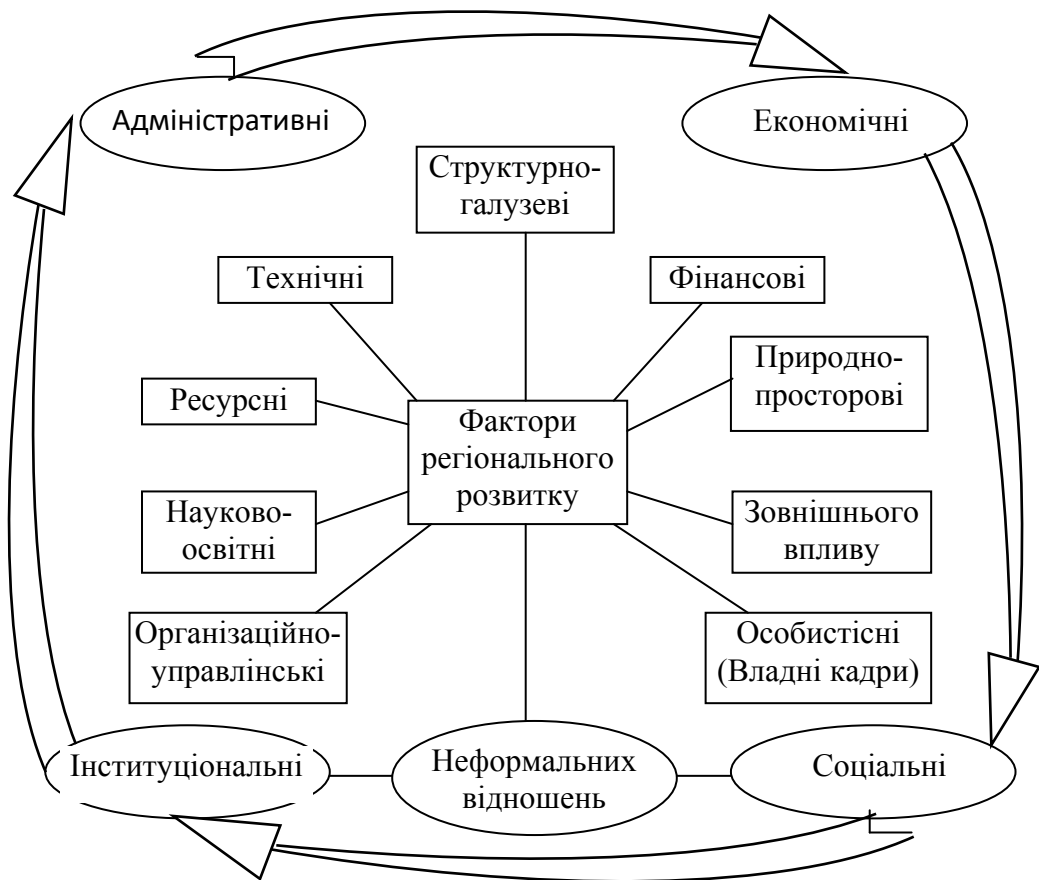 Адміністративні
Економічні
Структурно-
галузеві
Технічні
Фінансові
Природно-
просторові
Ресурсні
Фактори
регіонального
розвитку
Науково-
освітні
Зовнішнього
впливу
Організаційно-
управлінські
Особистісні
(Владні кадри)
Інституціональні
Неформальних
відношень
Соціальні